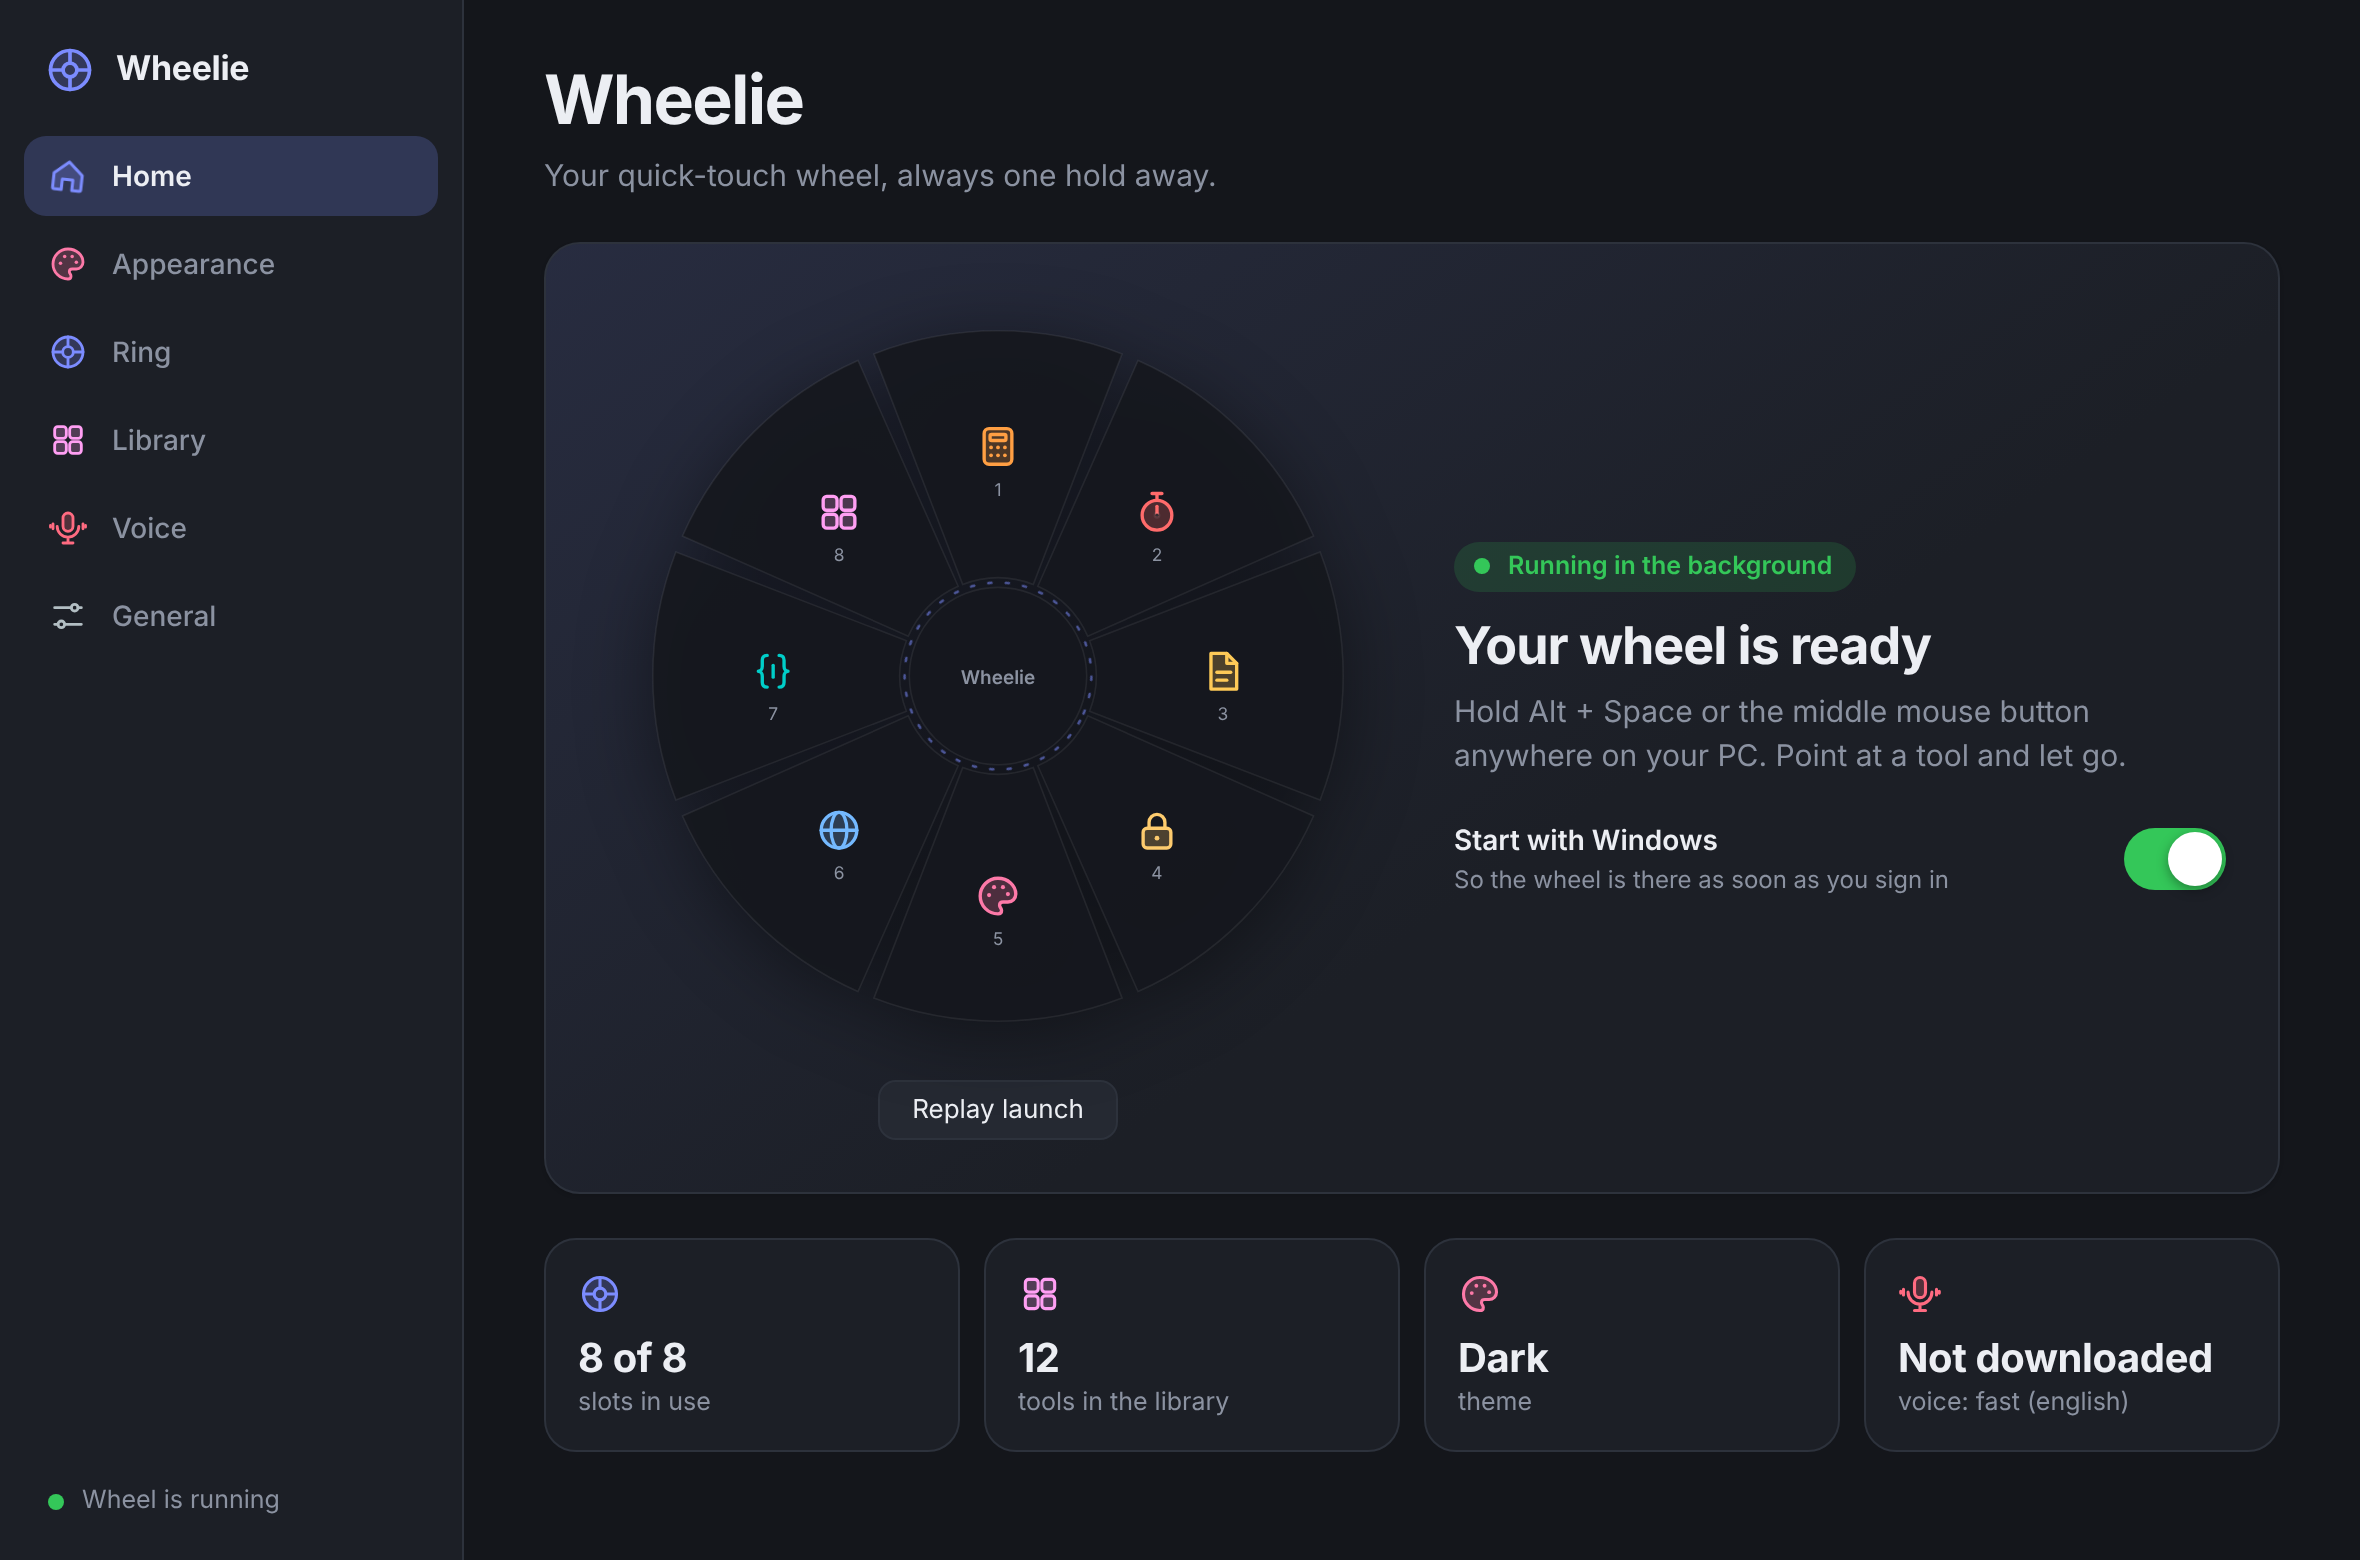 Wheelie
Home
Appearance
Ring
Library
Voice
General
Wheel is running
Wheelie
Your quick-touch wheel, always one hold away.
1
2
3
4
5
6
7
8
Wheelie
Replay launch
Running in the background
Your wheel is ready
Hold Alt + Space or the middle mouse button
anywhere on your PC. Point at a tool and let go.
Start with Windows
So the wheel is there as soon as you sign in
8 of 8
slots in use
12
tools in the library
Dark
theme
Not downloaded
voice: fast (english)